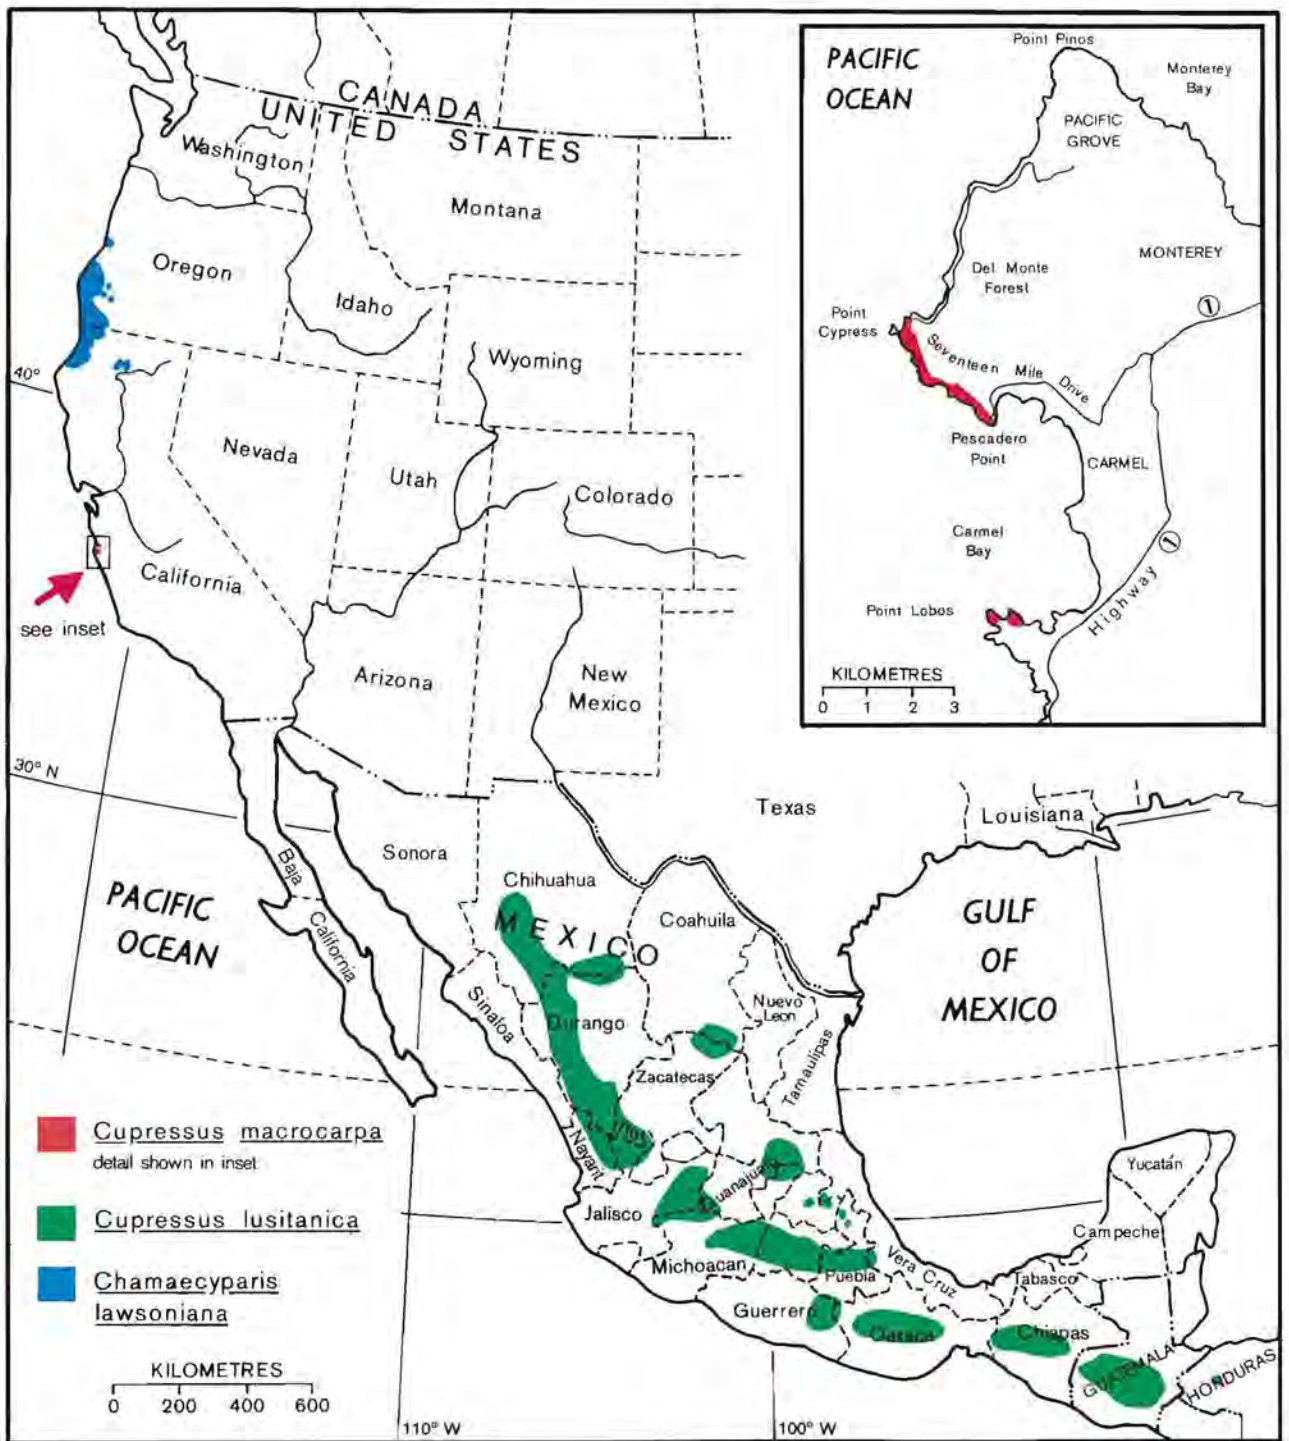 CANADA
UNITED STATES
Washington
Montana
Oregon
Idaho
Wyoming
40°
Nevada
Utah
Colorado
California
see inset
Arizona
New
Mexico
30° N
Texas
Louisiana
Sonora
Baja
California
Chihuahua
MEXICO
Coahuila
PACIFIC
OCEAN
GULF
OF
MEXICO
Sinaloa
Durango
Nuevo
Leon
Zacatecas
Tamaulipas
Nayarit
Jalisco
Guanajuato
Michoacan
Puebla
Vera Cruz
Yucatán
Campeche
Tabasco
Guerrero
Oaxaca
Chiapas
GUATEMALA
HONDURAS
Cupressus macrocarpa
detail shown in inset
Cupressus lusitanica
Chamaecyparis
lawsoniana
KILOMETRES
0 200 400 600
110° W
100° W
PACIFIC
OCEAN
Point Pinos
Monterey
Bay
PACIFIC
GROVE
MONTEREY
Del Monte
Forest
Point
Cypress
1
Seventeen Mile Drive
Pescadero
Point
CARMEL
Carmel
Bay
1
Highway
Point Lobos
KILOMETRES
0 1 2 3